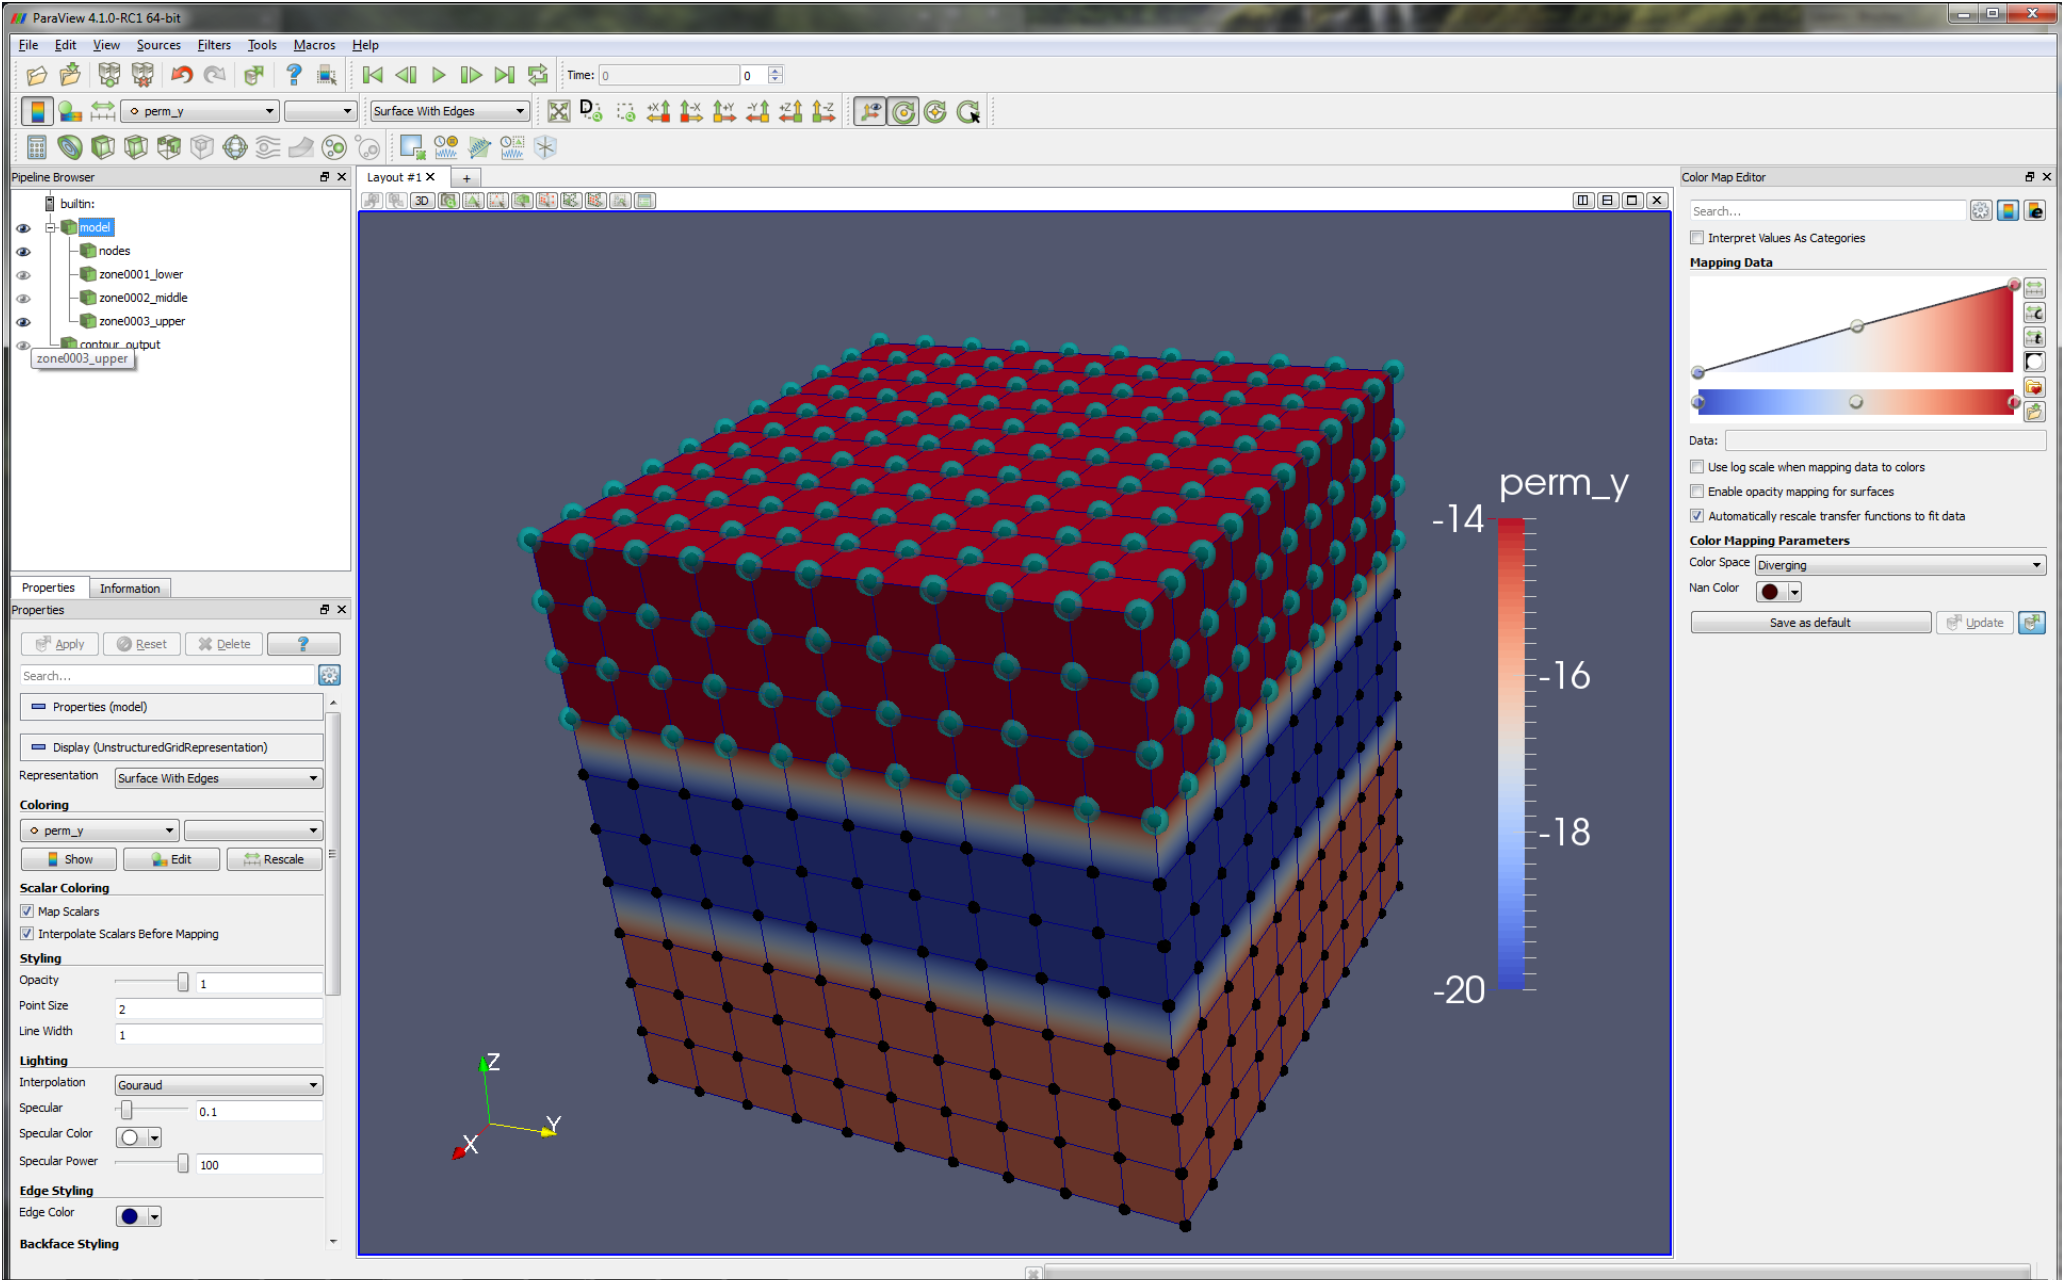 ParaView 4.1.0-RC1 64-bit
File Edit View Sources Filters Tools Macros Help
Time: 0 0
perm_y Surface With Edges
+X -X +Y -Y +Z -Z
Pipeline Browser
builtin:
model
nodes
zone0001_lower
zone0002_middle
zone0003_upper
contour_output
zone0003_upper
Properties Information
Properties
Apply Reset Delete ?
Search...
Properties (model)
Display (UnstructuredGridRepresentation)
Representation Surface With Edges
Coloring
perm_y
Show Edit Rescale
Scalar Coloring
Map Scalars
Interpolate Scalars Before Mapping
Styling
Opacity 1
Point Size 2
Line Width 1
Lighting
Interpolation Gouraud
Specular 0.1
Specular Color
Specular Power 100
Edge Styling
Edge Color
Backface Styling
Layout #1
+
3D
perm_y
-14
-16
-18
-20
Z
Y
X
Color Map Editor
Search...
Interpret Values As Categories
Mapping Data
Data:
Use log scale when mapping data to colors
Enable opacity mapping for surfaces
Automatically rescale transfer functions to fit data
Color Mapping Parameters
Color Space Diverging
Nan Color
Save as default Update